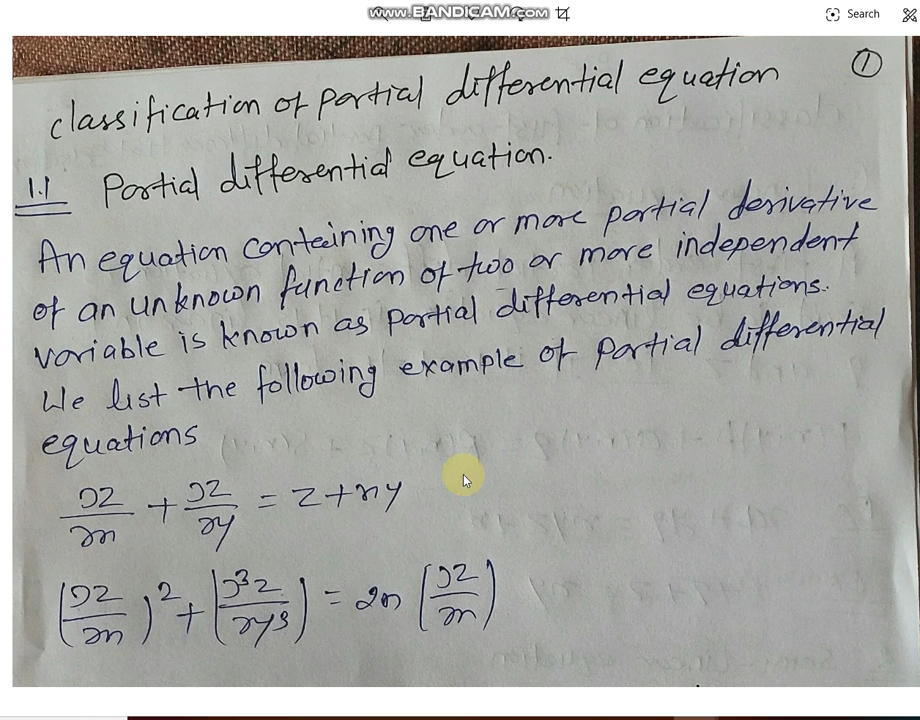 www.BANDICAM.com
Search
1
classification of partial differential equation
1.1 Partial differential equation.
An equation containing one or more partial derivative
of an unknown function of two or more independent
variable is known as partial differential equations.
We list the following example of partial differential
equations
∂z/∂x + ∂z/∂y = z + xy
(∂z/∂x)² + (∂³z/∂y³) = 2x (∂z/∂x)